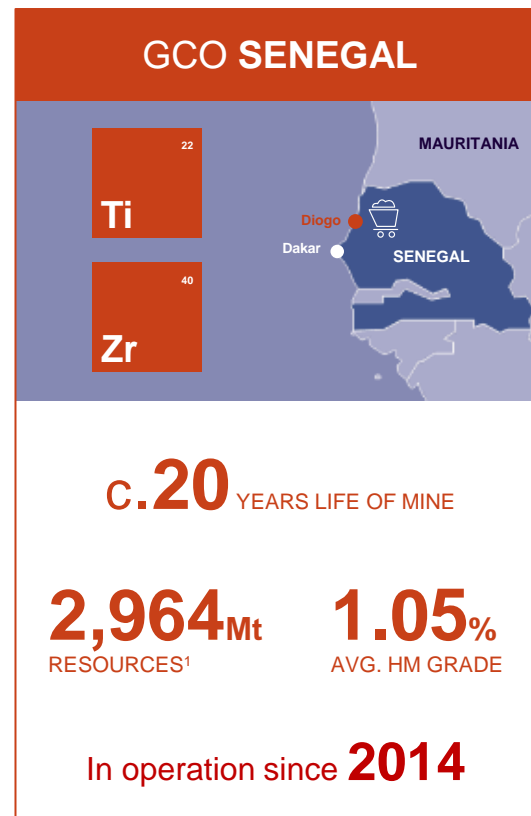 GCO SENEGAL
22
Ti
40
Zr
MAURITANIA
Diogo
Dakar
SENEGAL
c.20 YEARS LIFE OF MINE
2,964Mt
RESOURCES¹
1.05%
AVG. HM GRADE
In operation since 2014